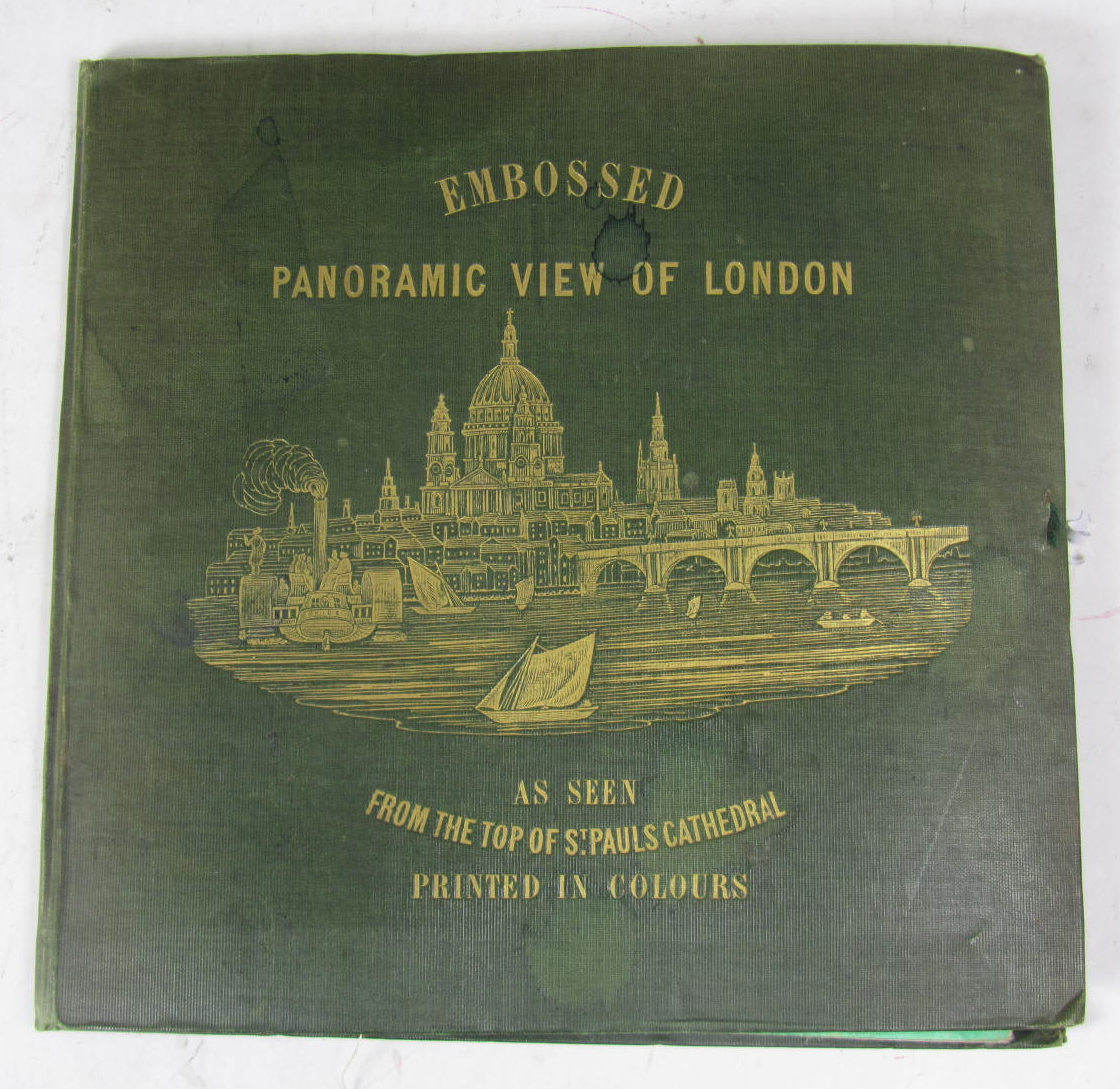 EMBOSSED
PANORAMIC VIEW OF LONDON
AS SEEN
FROM THE TOP OF ST. PAULS CATHEDRAL
PRINTED IN COLOURS